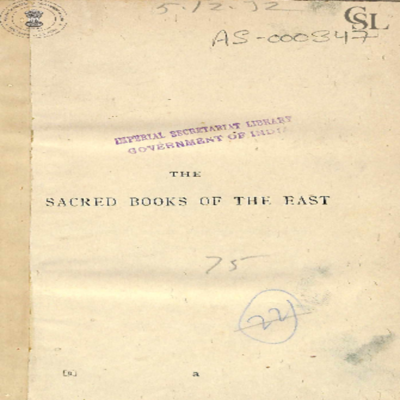 5.12.32
CSL
AS-000847
IMPERIAL SECRETARIAT LIBRARY
GOVERNMENT OF INDIA
THE
SACRED BOOKS OF THE EAST
75
22
a